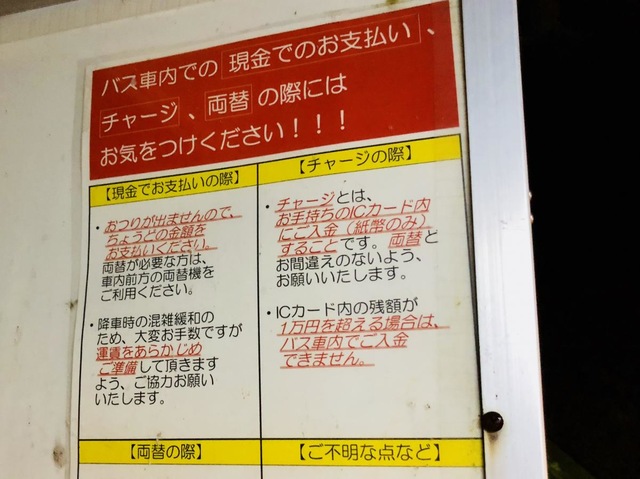 バス車内での 現金でのお支払い 、
チャージ 、 両替 の際には
お気をつけください！！！
【現金でお支払いの際】
・おつりが出ませんので、
ちょうどの金額を
お支払いください。
両替が必要な方は、
車内前方の両替機を
ご利用ください。
・降車時の混雑緩和の
ため、大変お手数ですが
運賃をあらかじめ
ご準備して頂きます
よう、ご協力お願い
いたします。
【チャージの際】
・チャージとは、
お手持ちのICカード内
にご入金（紙幣のみ）
することです。両替と
お間違えのないよう、
お願いいたします。
・ICカード内の残額が
1万円を超える場合は、
バス車内でご入金
できません。
【両替の際】
【ご不明な点など】